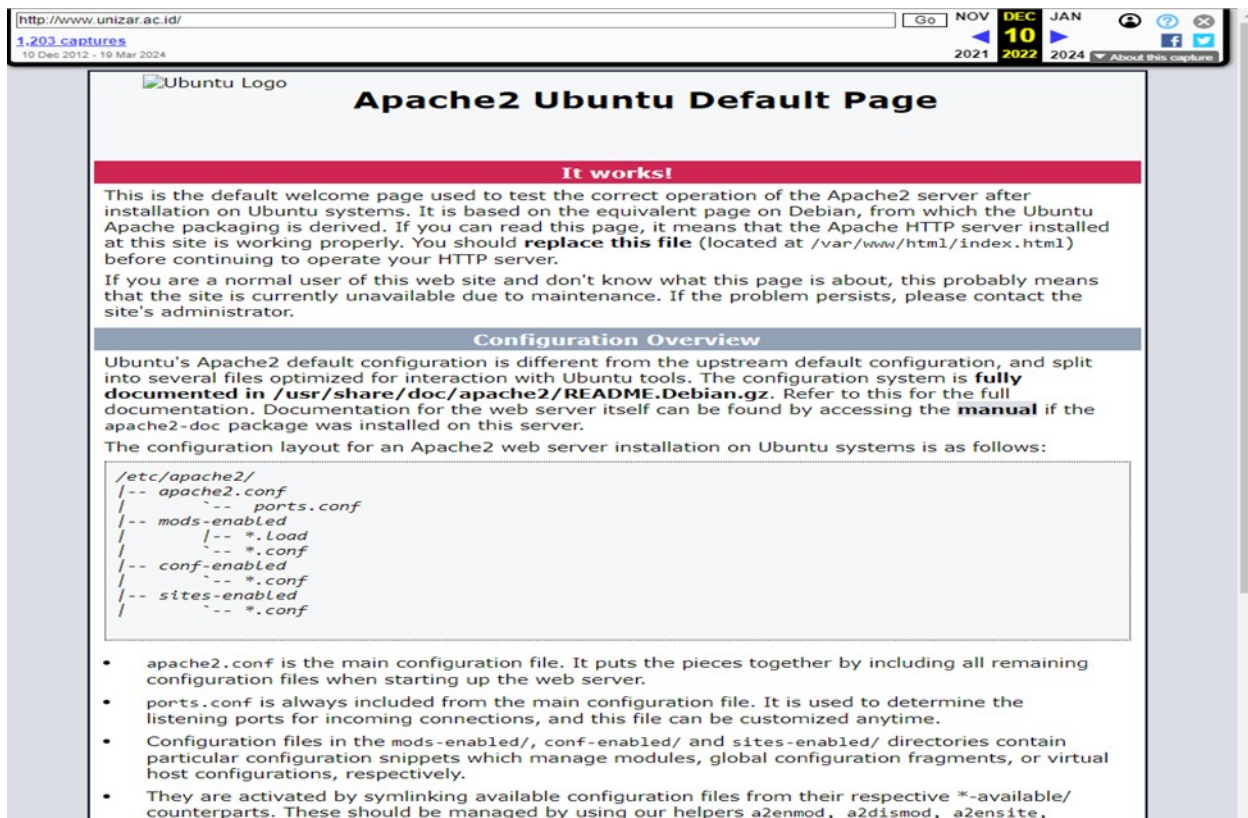 http://www.unizar.ac.id/
Go
NOV DEC JAN
1,203 captures
10
10 Dec 2012 - 19 Mar 2024
2021 2022 2024
About this capture
Ubuntu Logo
Apache2 Ubuntu Default Page
It works!
This is the default welcome page used to test the correct operation of the Apache2 server after
installation on Ubuntu systems. It is based on the equivalent page on Debian, from which the Ubuntu
Apache packaging is derived. If you can read this page, it means that the Apache HTTP server installed
at this site is working properly. You should replace this file (located at /var/www/html/index.html)
before continuing to operate your HTTP server.
If you are a normal user of this web site and don't know what this page is about, this probably means
that the site is currently unavailable due to maintenance. If the problem persists, please contact the
site's administrator.
Configuration Overview
Ubuntu's Apache2 default configuration is different from the upstream default configuration, and split
into several files optimized for interaction with Ubuntu tools. The configuration system is fully
documented in /usr/share/doc/apache2/README.Debian.gz. Refer to this for the full
documentation. Documentation for the web server itself can be found by accessing the manual if the
apache2-doc package was installed on this server.
The configuration layout for an Apache2 web server installation on Ubuntu systems is as follows:
/etc/apache2/
|-- apache2.conf
|       `--  ports.conf
|-- mods-enabled
|       |-- *.load
|       `-- *.conf
|-- conf-enabled
|       `-- *.conf
|-- sites-enabled
|       `-- *.conf
• apache2.conf is the main configuration file. It puts the pieces together by including all remaining
configuration files when starting up the web server.
• ports.conf is always included from the main configuration file. It is used to determine the
listening ports for incoming connections, and this file can be customized anytime.
• Configuration files in the mods-enabled/, conf-enabled/ and sites-enabled/ directories contain
particular configuration snippets which manage modules, global configuration fragments, or virtual
host configurations, respectively.
• They are activated by symlinking available configuration files from their respective *-available/
counterparts. These should be managed by using our helpers a2enmod, a2dismod, a2ensite,